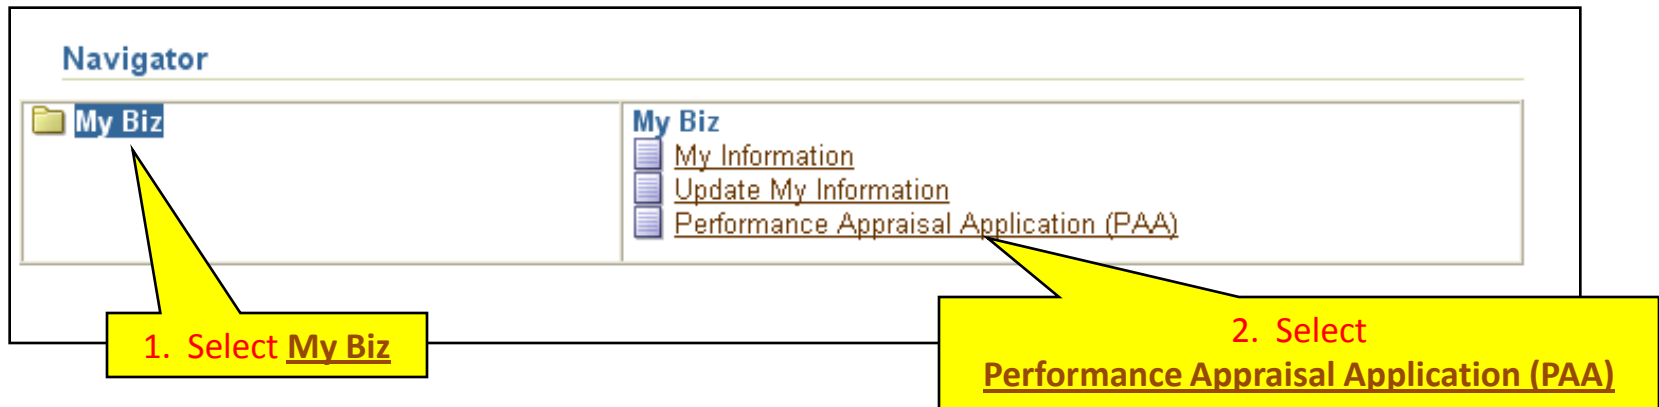 Navigator
My Biz
My Biz
My Information
Update My Information
Performance Appraisal Application (PAA)
1. Select My Biz
2. Select
Performance Appraisal Application (PAA)